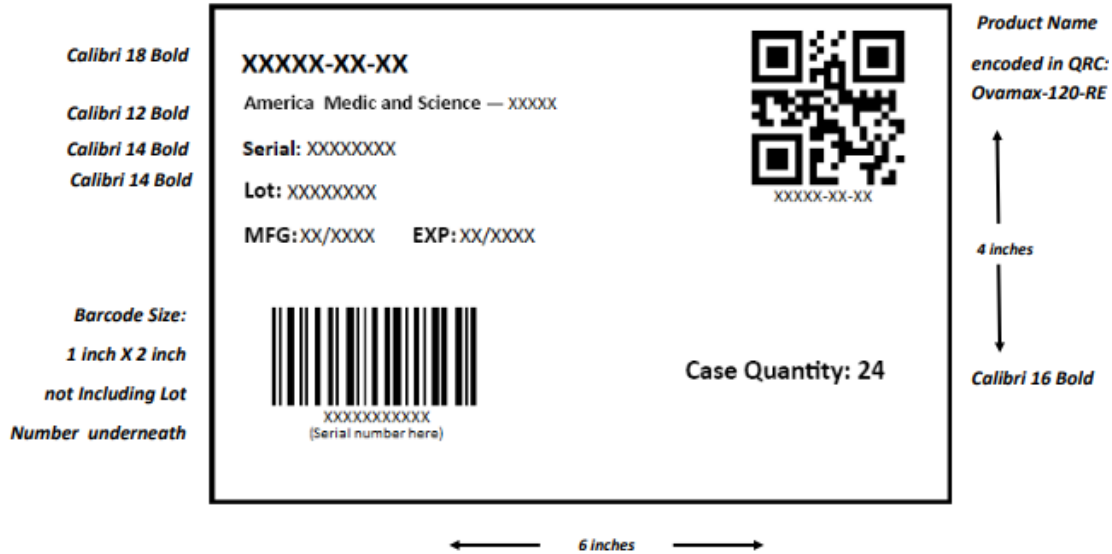 Calibri 18 Bold
Calibri 12 Bold
Calibri 14 Bold
Calibri 14 Bold
Barcode Size:
1 inch X 2 inch
not Including Lot
Number underneath
XXXXX-XX-XX
America Medic and Science — XXXXX
Serial: XXXXXXXX
Lot: XXXXXXXX
MFG: XX/XXXX EXP: XX/XXXX
XXXXXXXXXXX
(Serial number here)
XXXXX-XX-XX
Case Quantity: 24
Product Name
encoded in QRC:
Ovamax-120-RE
4 inches
Calibri 16 Bold
6 inches